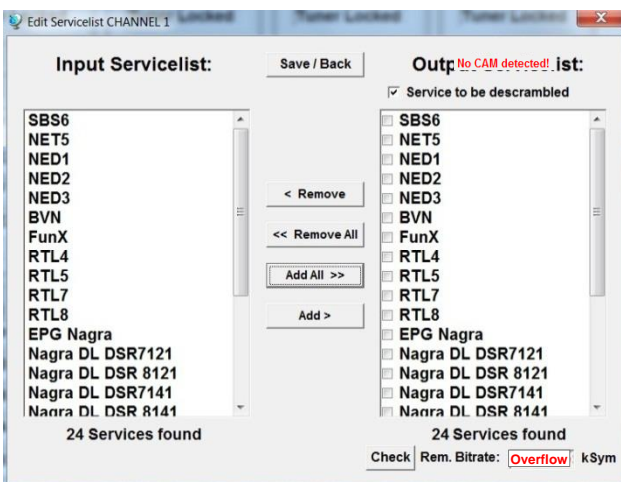 Tuner Locked
Tuner Locked
Edit Servicelist CHANNEL 1
Input Servicelist:
Save / Back
No CAM detected!
Service to be descrambled
SBS6
NET5
NED1
NED2
NED3
BVN
FunX
RTL4
RTL5
RTL7
RTL8
EPG Nagra
Nagra DL DSR7121
Nagra DL DSR 8121
Nagra DL DSR7141
Nagra DL DSR 8141
24 Services found
< Remove
<< Remove All
Add All >>
Add >
SBS6
NET5
NED1
NED2
NED3
BVN
FunX
RTL4
RTL5
RTL7
RTL8
EPG Nagra
Nagra DL DSR7121
Nagra DL DSR 8121
Nagra DL DSR7141
Nagra DL DSR 8141
24 Services found
Check Rem. Bitrate: Overflow kSym